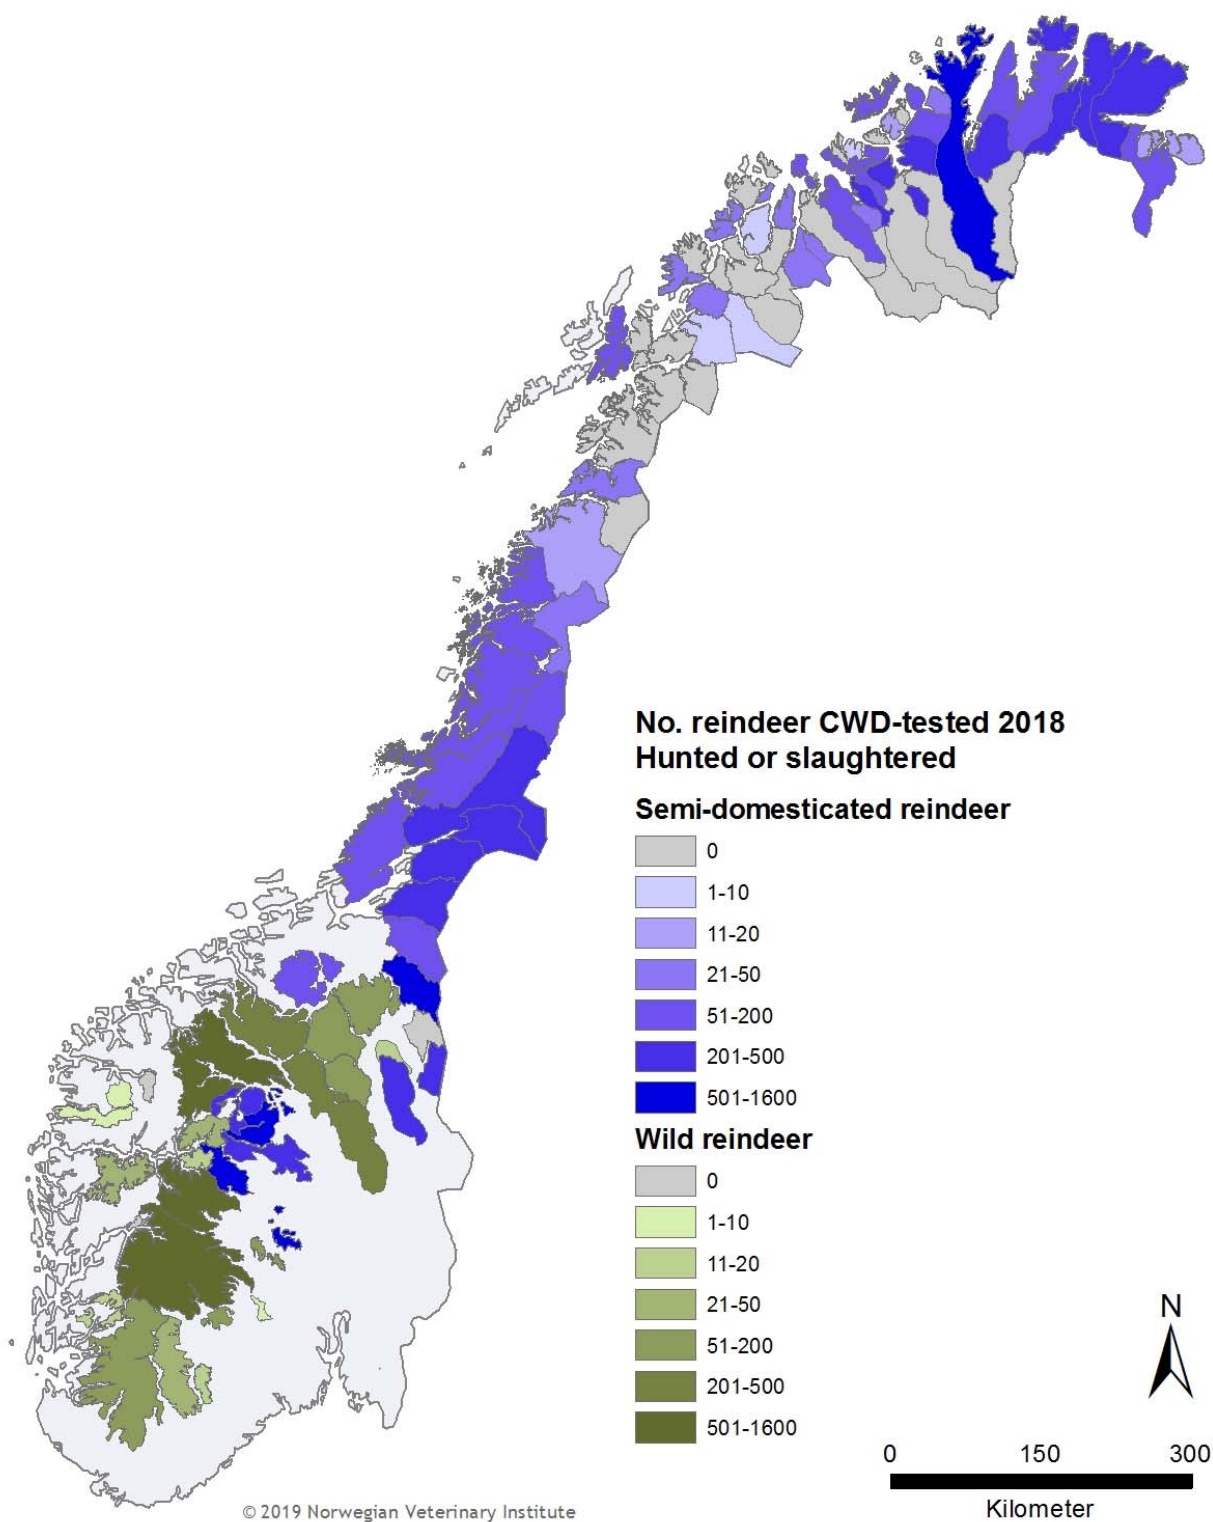 No. reindeer CWD-tested 2018
Hunted or slaughtered
Semi-domesticated reindeer
0
1-10
11-20
21-50
51-200
201-500
501-1600
Wild reindeer
0
1-10
11-20
21-50
51-200
201-500
501-1600
N
0 150 300
Kilometer
© 2019 Norwegian Veterinary Institute